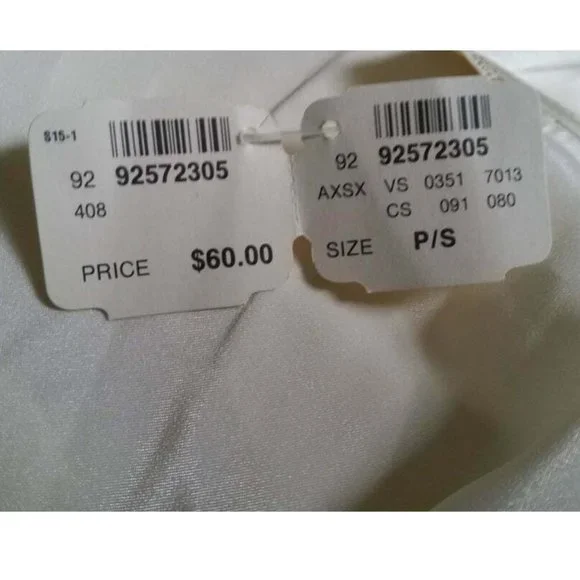 S15-1
92 92572305
408
PRICE $60.00
92 92572305
AXSX VS 0351 7013
CS 091 080
SIZE P/S